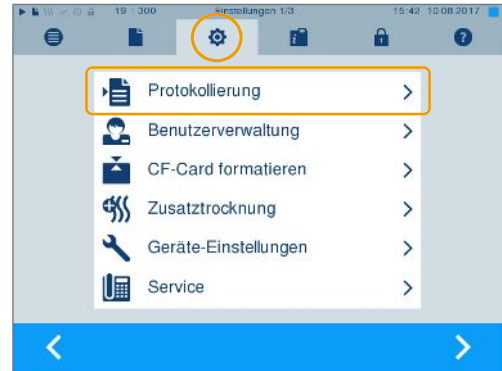 19 : 300 Einstellungen 1/3 15:42 10.08.2017
Protokollierung
Benutzerverwaltung
CF-Card formatieren
Zusatztrocknung
Geräte-Einstellungen
Service